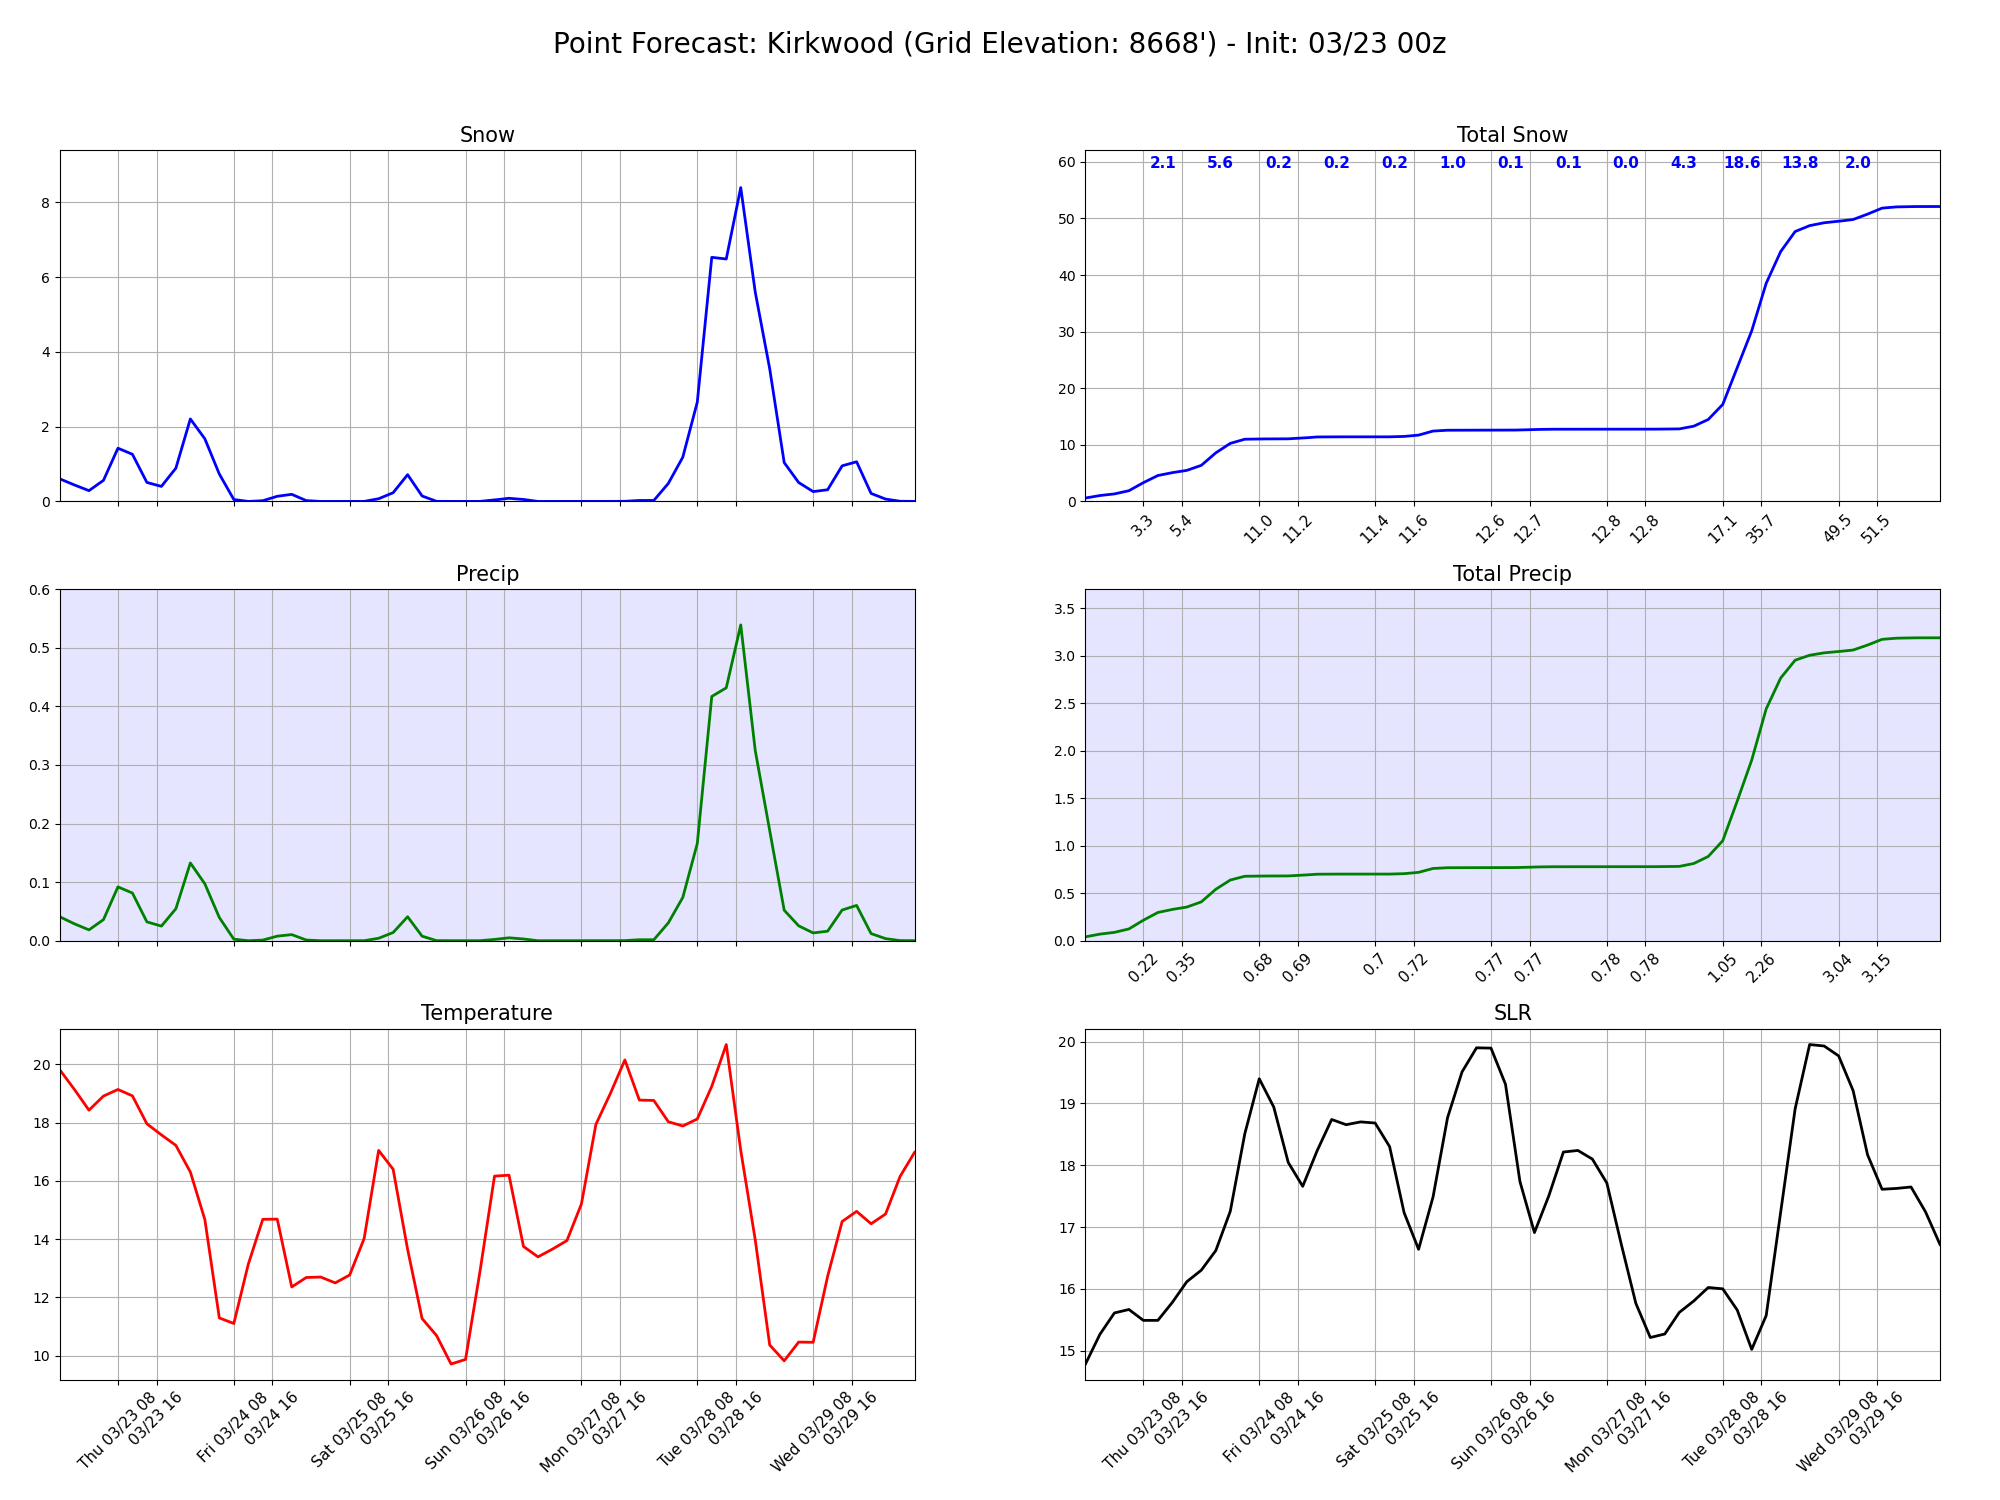 Point Forecast: Kirkwood (Grid Elevation: 8668') - Init: 03/23 00z
Snow
8
6
4
2
0
Total Snow
2.1 5.6 0.2 0.2 0.2 1.0 0.1 0.1 0.0 4.3 18.6 13.8 2.0
60
50
40
30
20
10
0
3.3 5.4 11.0 11.2 11.4 11.6 12.6 12.7 12.8 12.8 17.1 35.7 49.5 51.5
Precip
0.6
0.5
0.4
0.3
0.2
0.1
0.0
Total Precip
3.5
3.0
2.5
2.0
1.5
1.0
0.5
0.0
0.22 0.35 0.68 0.69 0.7 0.72 0.77 0.77 0.78 0.78 1.05 2.26 3.04 3.15
Temperature
20
18
16
14
12
10
Thu 03/23 08
03/23 16
Fri 03/24 08
03/24 16
Sat 03/25 08
03/25 16
Sun 03/26 08
03/26 16
Mon 03/27 08
03/27 16
Tue 03/28 08
03/28 16
Wed 03/29 08
03/29 16
SLR
20
19
18
17
16
15
Thu 03/23 08
03/23 16
Fri 03/24 08
03/24 16
Sat 03/25 08
03/25 16
Sun 03/26 08
03/26 16
Mon 03/27 08
03/27 16
Tue 03/28 08
03/28 16
Wed 03/29 08
03/29 16